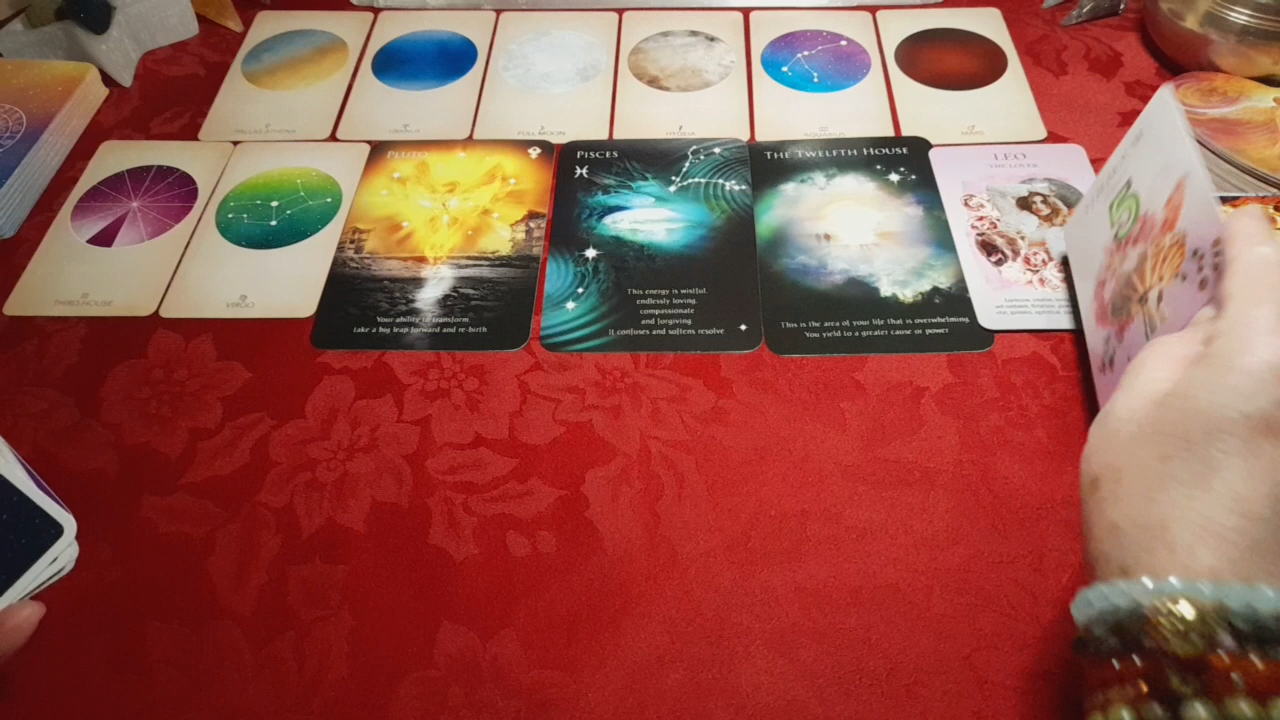 PALLAS ATHENA
URANUS
FULL MOON
HYGIEA
AQUARIUS
MARS
THIRD HOUSE
VIRGO
PLUTO
Your ability to transform,
take a big leap forward and re-birth
PISCES
This energy is wistful,
endlessly loving,
compassionate
and forgiving.
It confuses and softens resolve.
THE TWELFTH HOUSE
This is the area of your life that is overwhelming.
You yield to a greater cause or power
LEO
THE LOVER
5